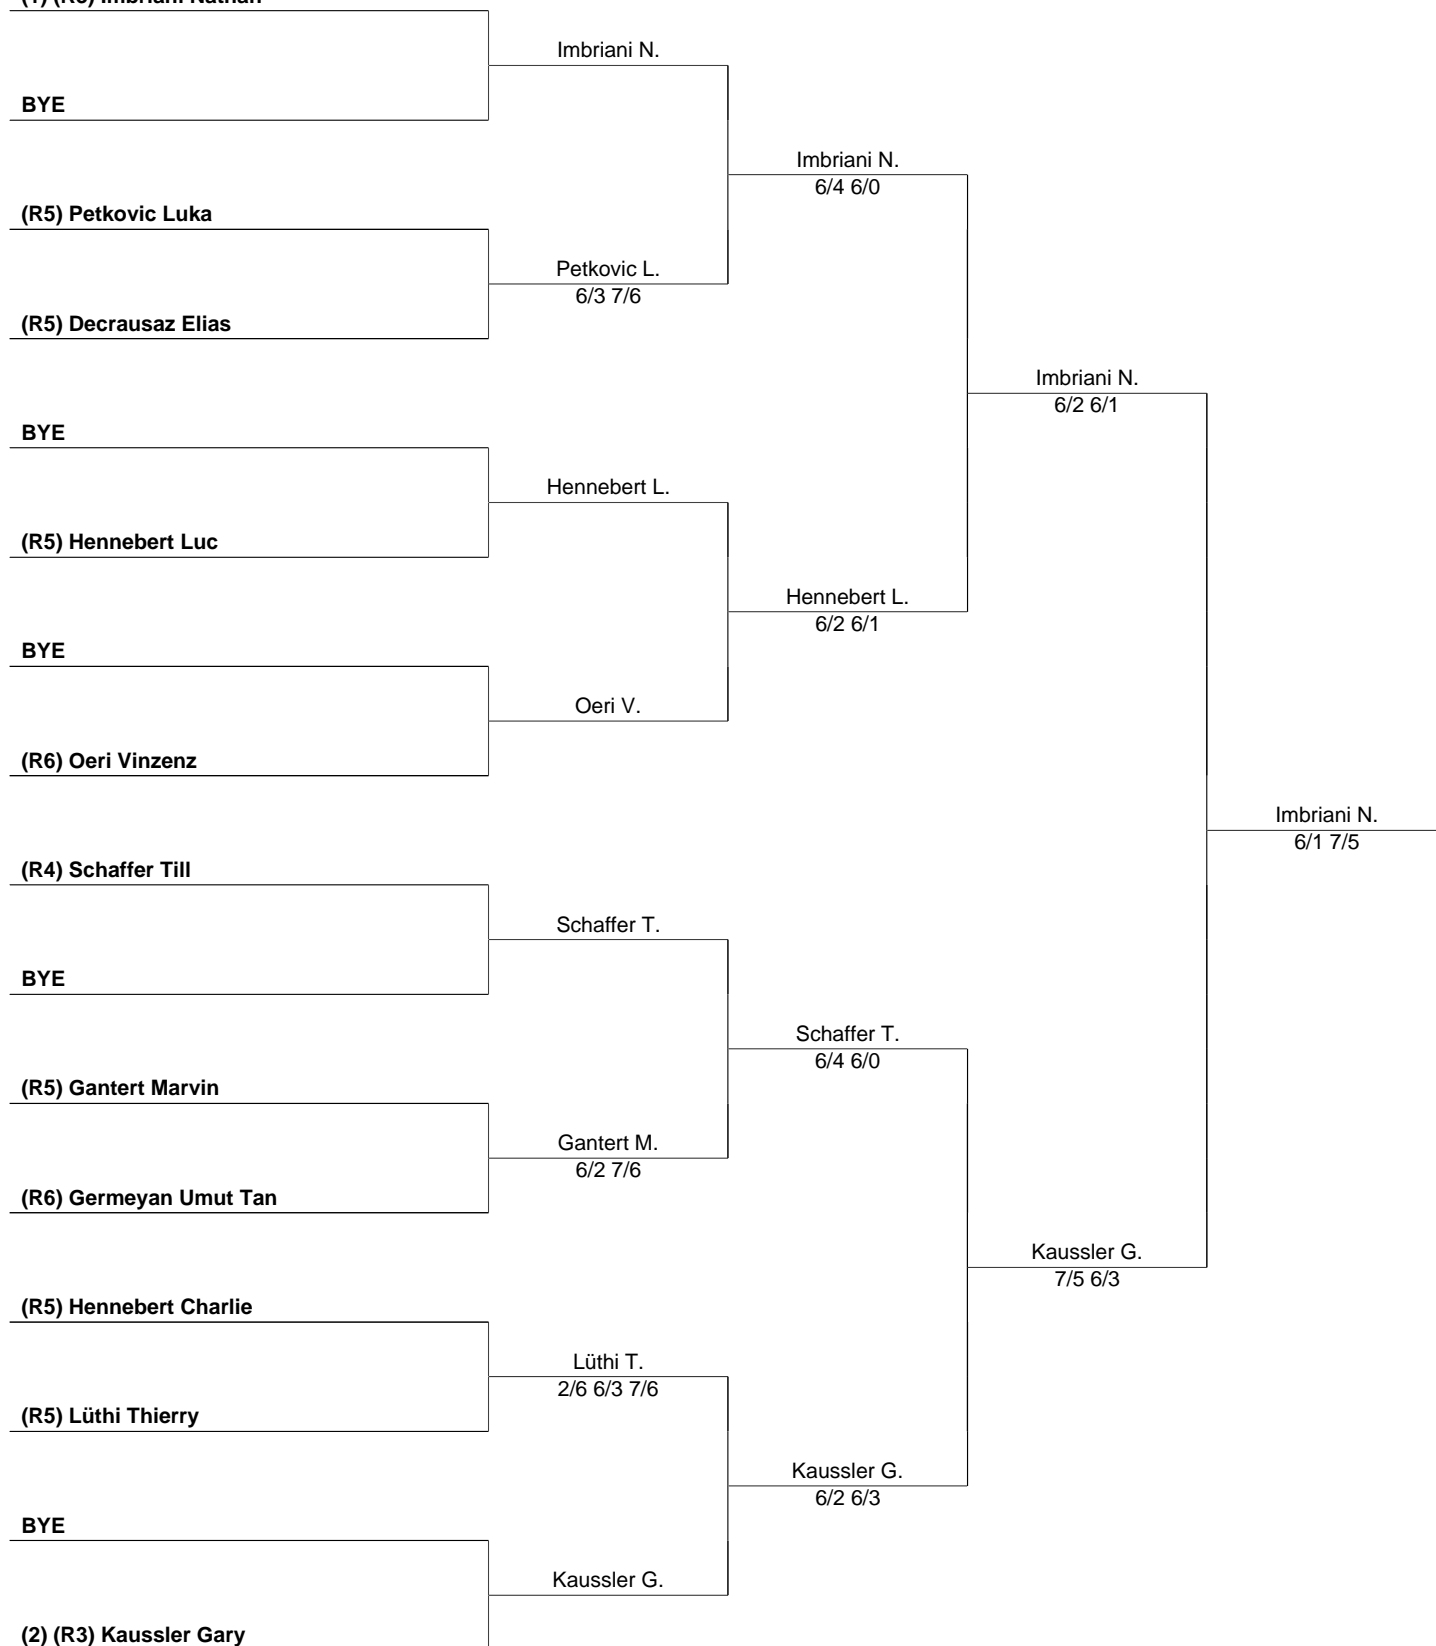 Imbriani Nathan
Imbriani N.
BYE
Imbriani N.
6/4 6/0
(R5) Petkovic Luka
Petkovic L.
6/3 7/6
(R5) Decrausaz Elias
Imbriani N.
6/2 6/1
BYE
Hennebert L.
(R5) Hennebert Luc
Hennebert L.
6/2 6/1
BYE
Oeri V.
(R6) Oeri Vinzenz
Imbriani N.
6/1 7/5
(R4) Schaffer Till
Schaffer T.
BYE
Schaffer T.
6/4 6/0
(R5) Gantert Marvin
Gantert M.
6/2 7/6
(R6) Germeyan Umut Tan
Kaussler G.
7/5 6/3
(R5) Hennebert Charlie
Lüthi T.
2/6 6/3 7/6
(R5) Lüthi Thierry
Kaussler G.
6/2 6/3
BYE
Kaussler G.
(2) (R3) Kaussler Gary